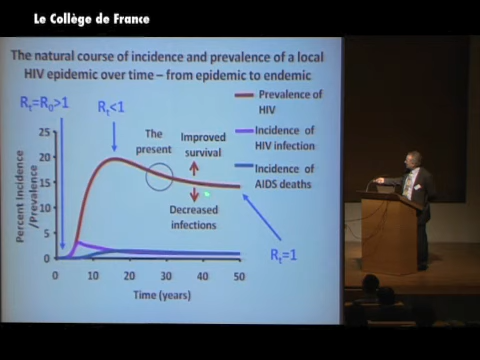 Le Collège de France
The natural course of incidence and prevalence of a local
HIV epidemic over time – from epidemic to endemic
Rt=R0>1
Rt<1
Prevalence of
HIV
Incidence of
HIV infection
Incidence of
AIDS deaths
The
present
Improved
survival
Decreased
infections
Rt=1
Percent Incidence
/Prevalence
25
20
15
10
5
0
0 10 20 30 40 50
Time (years)